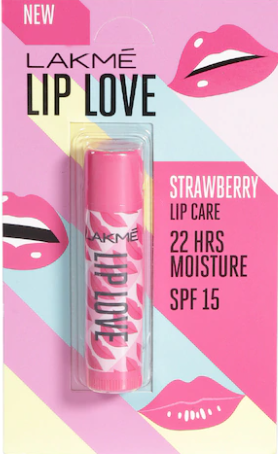 NEW
LAKMÉ
LIP LOVE
STRAWBERRY
LIP CARE
22 HRS
MOISTURE
SPF 15
LAKMÉ
LIP LOVE